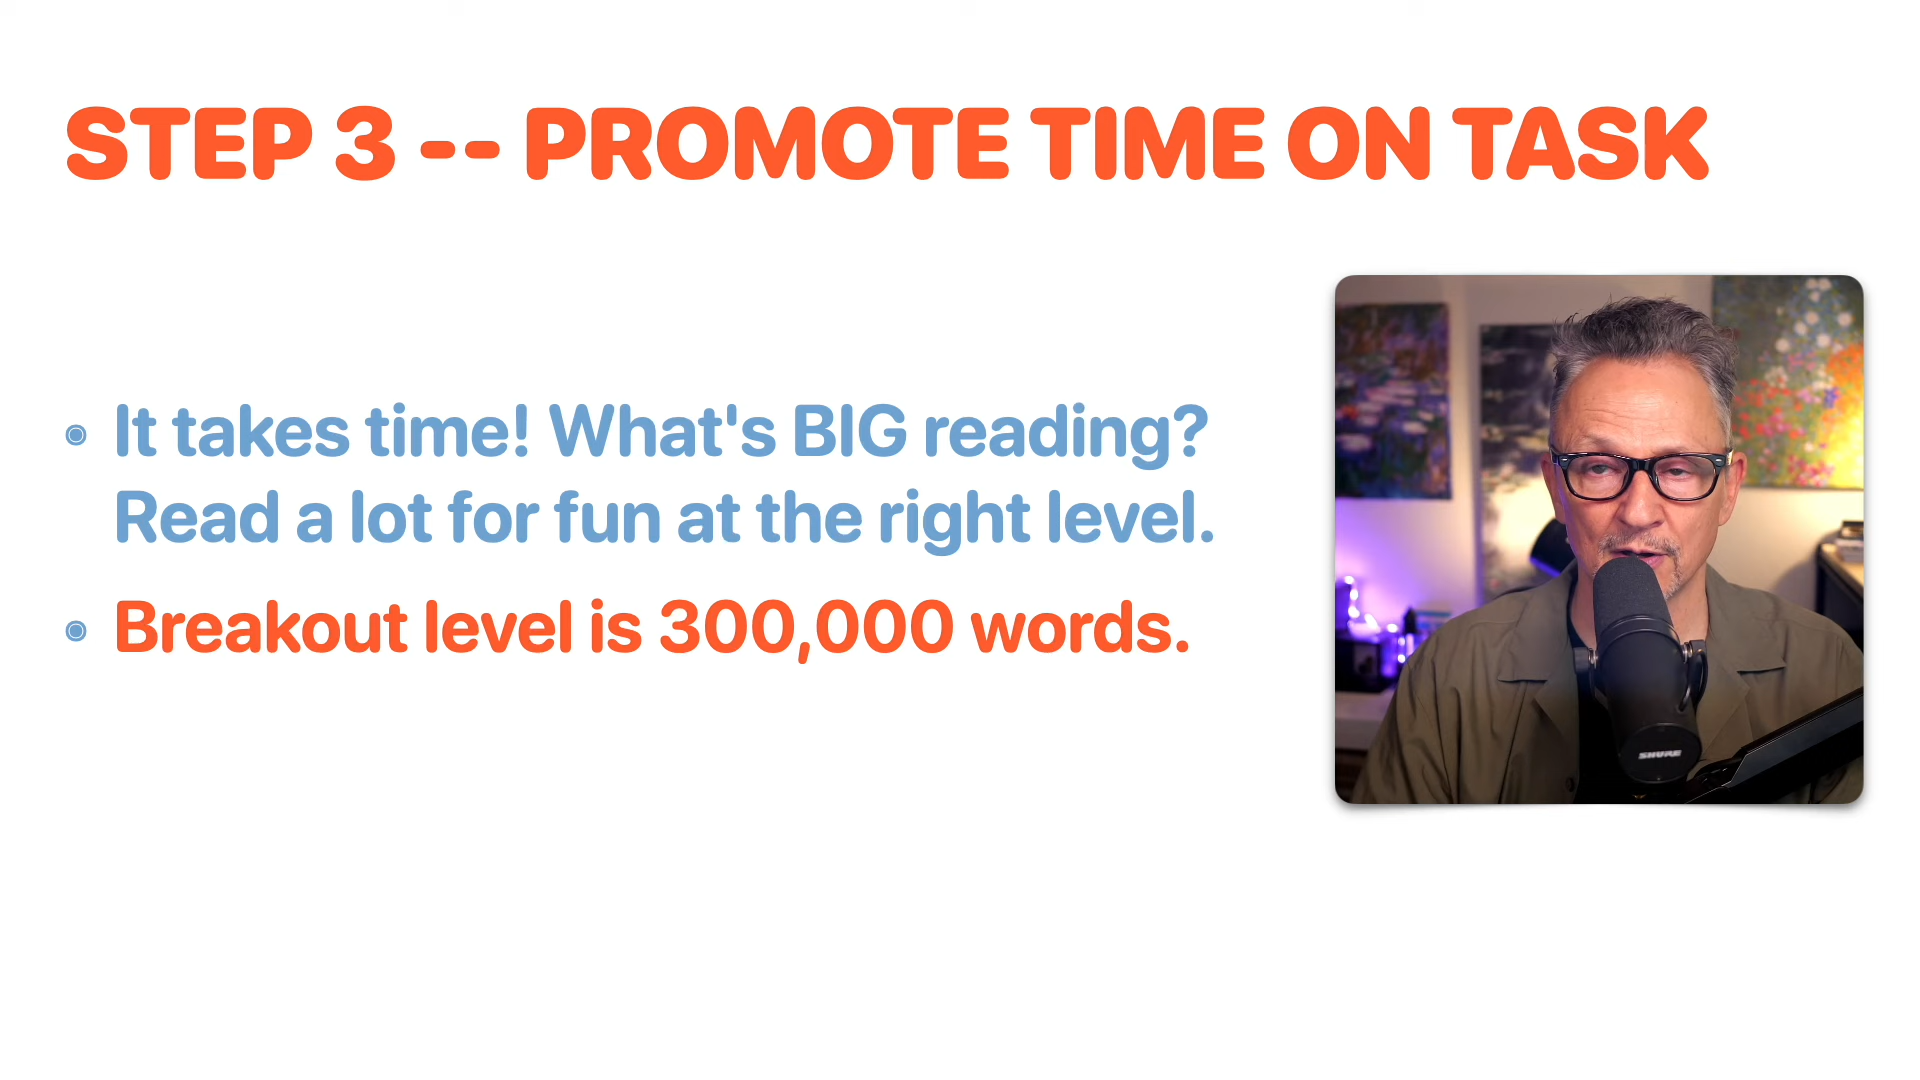 STEP 3 -- PROMOTE TIME ON TASK
It takes time! What's BIG reading?
Read a lot for fun at the right level.
Breakout level is 300,000 words.
SHURE